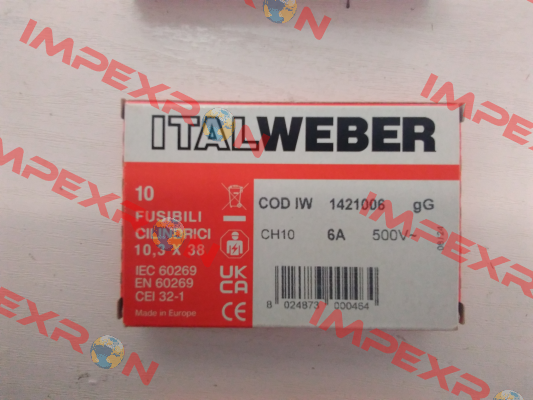 ITALWEBER
10
FUSIBILI
CILINDRICI
10,3 X 38
IEC 60269
EN 60269
CEI 32-1
Made in Europe
COD IW 1421006 gG
CH10 6A 500V~
UK
CA
CE
8 024873 000464
IMPEXRON
IMPEXRON
IMPEXRON
IMPEXRON
IMPEXRON